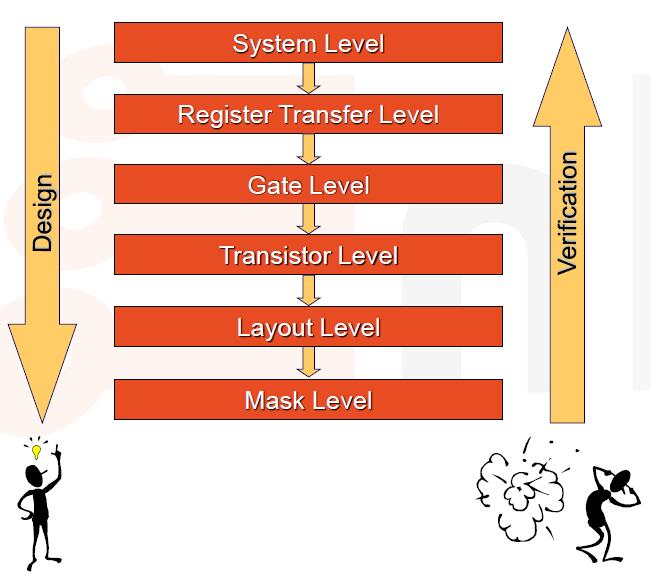 System Level
Register Transfer Level
Gate Level
Transistor Level
Layout Level
Mask Level
Design
Verification